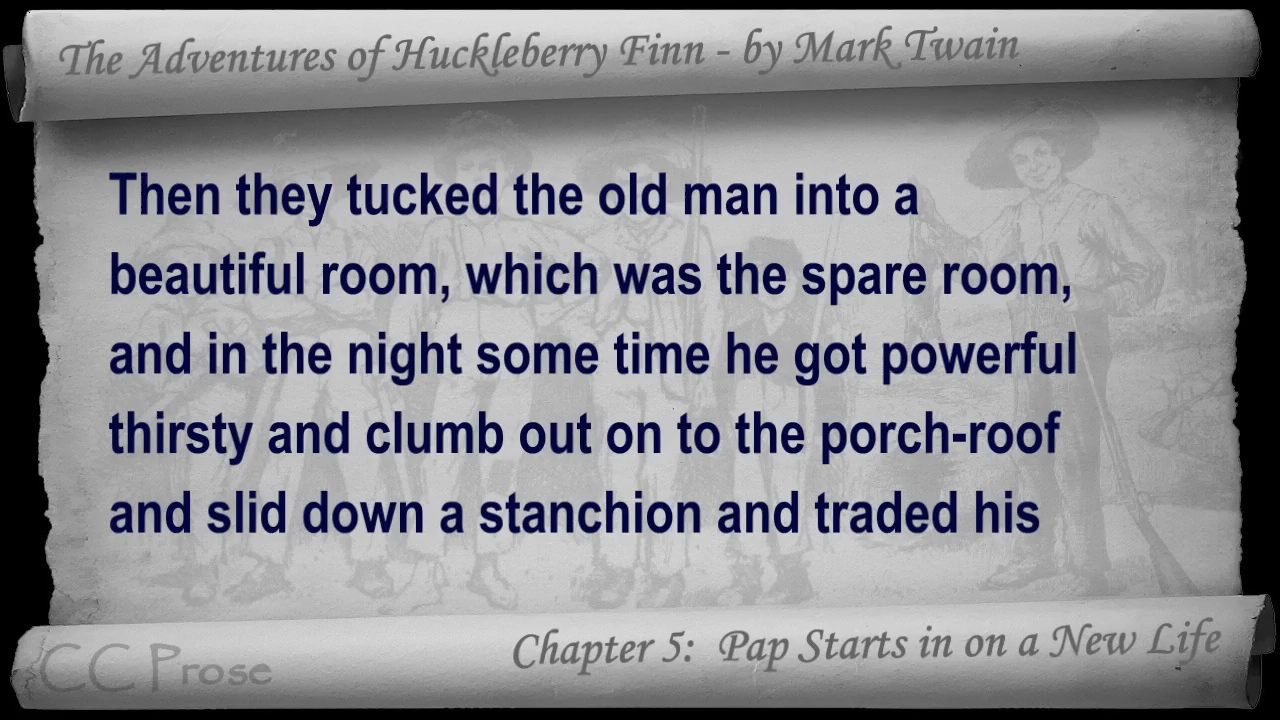 The Adventures of Huckleberry Finn - by Mark Twain
Then they tucked the old man into a
beautiful room, which was the spare room,
and in the night some time he got powerful
thirsty and clumb out on to the porch-roof
and slid down a stanchion and traded his
CC Prose
Chapter 5: Pap Starts in on a New Life